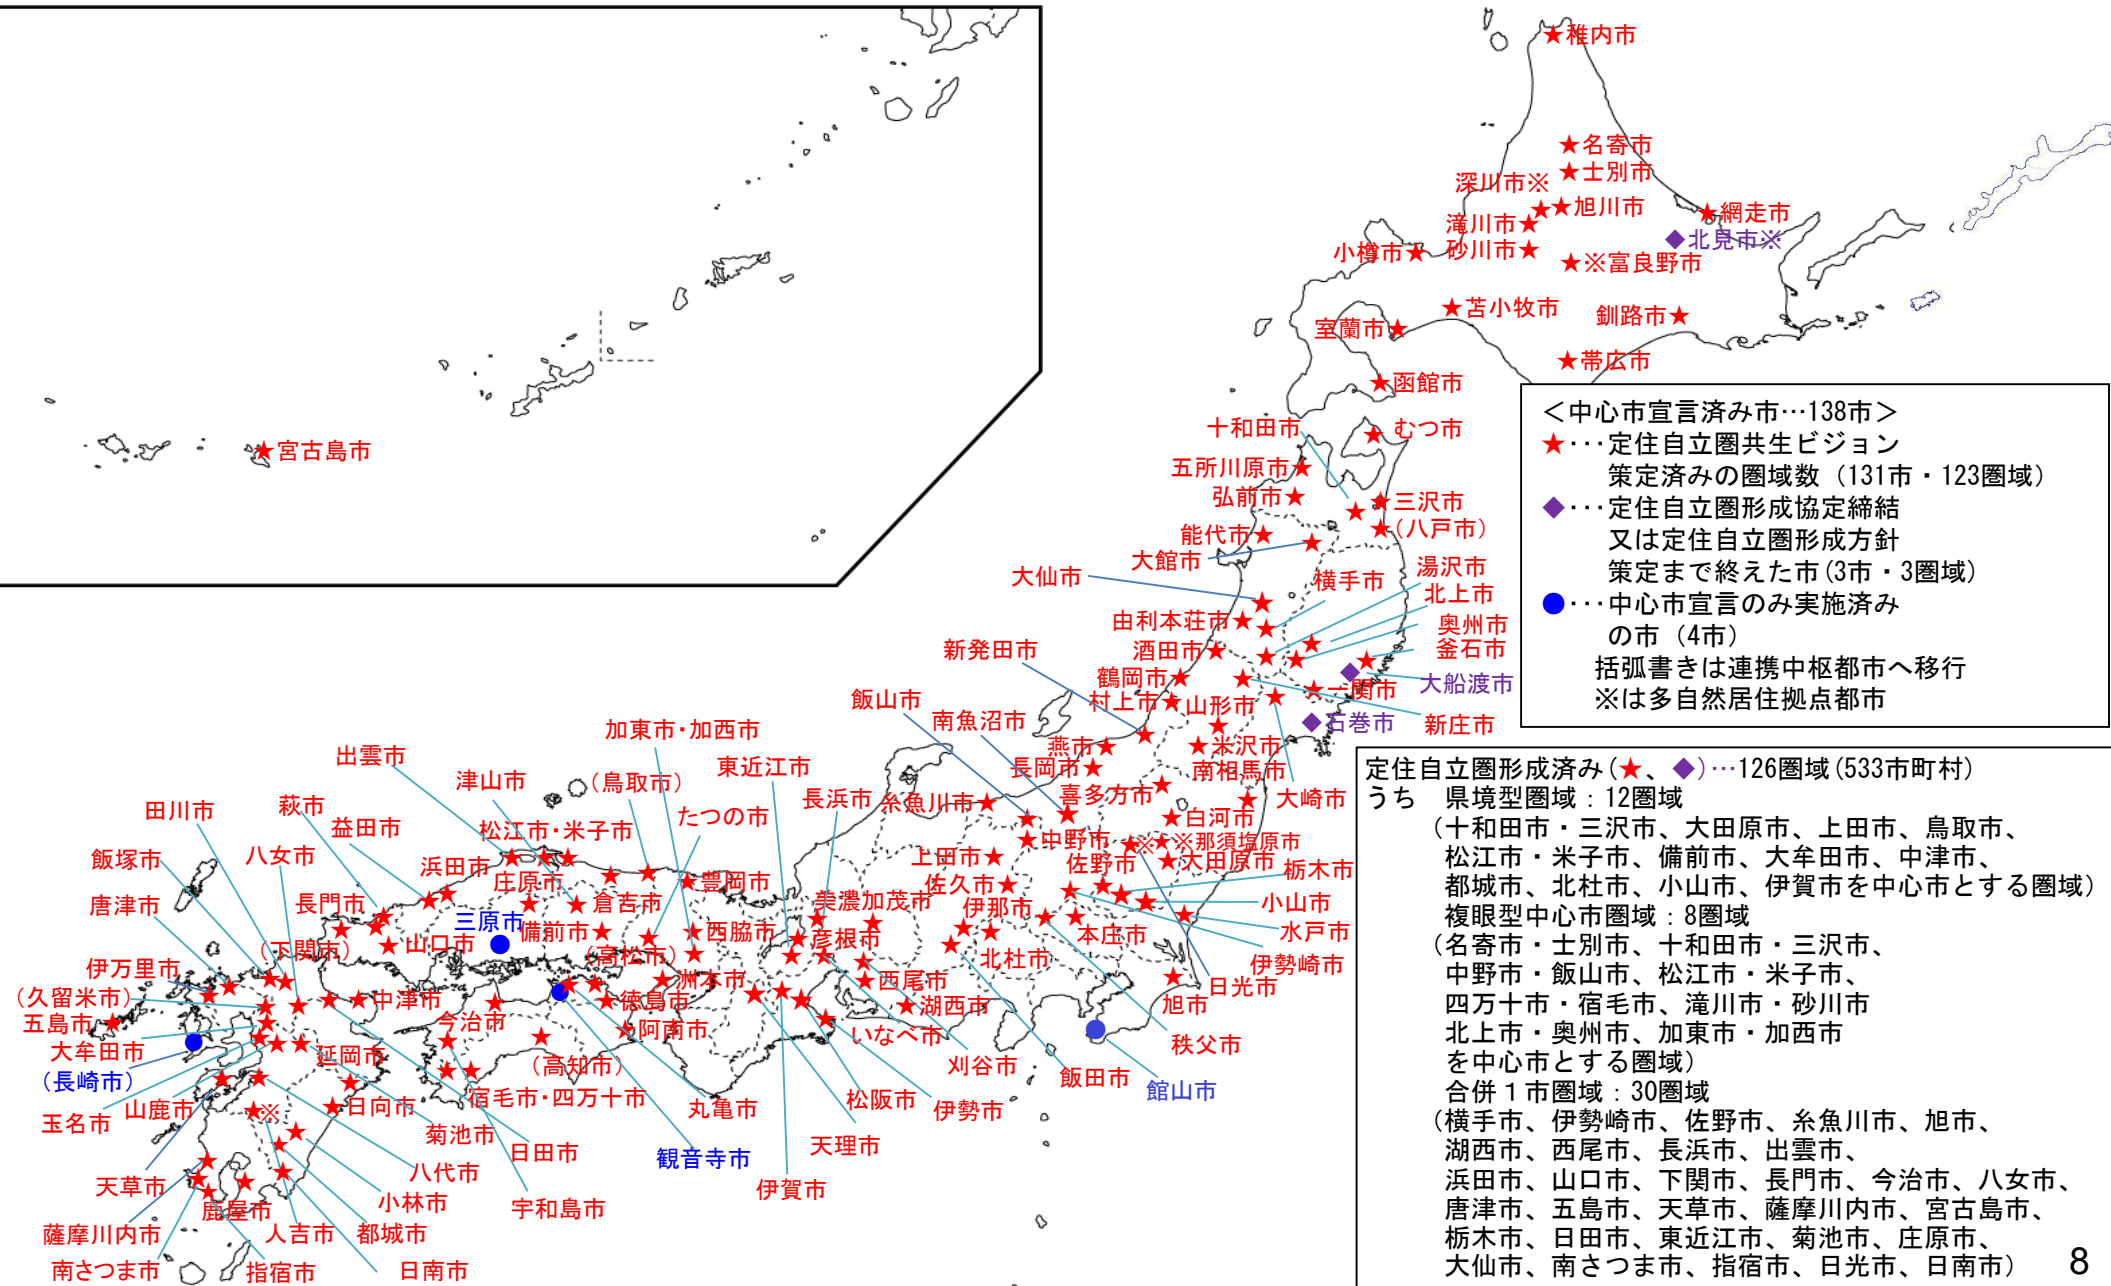 稚内市
★名寄市
★士別市
深川市※
★旭川市
滝川市★
★網走市
◆北見市※
小樽市★
砂川市★
★※富良野市
★苫小牧市
釧路市★
室蘭市★
★帯広市
★函館市
宮古島市
＜中心市宣言済み市…138市＞
★･･･定住自立圏共生ビジョン
策定済みの圏域数（131市・123圏域）
◆･･･定住自立圏形成協定締結
又は定住自立圏形成方針
策定まで終えた市(3市・3圏域）
●･･･中心市宣言のみ実施済み
の市（4市）
括弧書きは連携中枢都市へ移行
※は多自然居住拠点都市
十和田市
むつ市
五所川原市
弘前市
三沢市
（八戸市）
能代市
大館市
大仙市
横手市
湯沢市
北上市
由利本荘市
奥州市
釜石市
新発田市
酒田市
鶴岡市
大船渡市
一関市
村上市
山形市
飯山市
南魚沼市
石巻市
新庄市
加東市・加西市
燕市
米沢市
出雲市
津山市
（鳥取市）
東近江市
長岡市
南相馬市
長浜市
糸魚川市
喜多方市
大崎市
田川市
萩市
益田市
松江市・米子市
たつの市
白河市
中野市
※
※那須塩原市
飯塚市
八女市
浜田市
庄原市
豊岡市
上田市
佐野市
大田原市
栃木市
唐津市
長門市
三原市
倉吉市
美濃加茂市
佐久市
伊那市
小山市
（下関市）
山口市
備前市
（高松市）
西脇市
彦根市
北杜市
本庄市
水戸市
伊万里市
洲本市
西尾市
伊勢崎市
（久留米市）
中津市
今治市
徳島市
湖西市
旭市
日光市
五島市
大牟田市
延岡市
（高知市）
阿南市
いなべ市
刈谷市
秩父市
（長崎市）
宿毛市・四万十市
丸亀市
松阪市
伊勢市
飯田市
館山市
玉名市
山鹿市
※
日向市
菊池市
日田市
観音寺市
天理市
天草市
八代市
小林市
宇和島市
伊賀市
薩摩川内市
鹿屋市
人吉市
都城市
南さつま市
指宿市
日南市
定住自立圏形成済み(★、◆)…126圏域(533市町村）
うち　県境型圏域：12圏域
（十和田市・三沢市、大田原市、上田市、鳥取市、
松江市・米子市、備前市、大牟田市、中津市、
都城市、北杜市、小山市、伊賀市を中心市とする圏域）
複眼型中心市圏域：8圏域
（名寄市・士別市、十和田市・三沢市、
中野市・飯山市、松江市・米子市、
四万十市・宿毛市、滝川市・砂川市
北上市・奥州市、加東市・加西市
を中心市とする圏域）
合併１市圏域：30圏域
（横手市、伊勢崎市、佐野市、糸魚川市、旭市、
湖西市、西尾市、長浜市、出雲市、
浜田市、山口市、下関市、長門市、今治市、八女市、
唐津市、五島市、天草市、薩摩川内市、宮古島市、
栃木市、日田市、東近江市、菊池市、庄原市、
大仙市、南さつま市、指宿市、日光市、日南市）
8